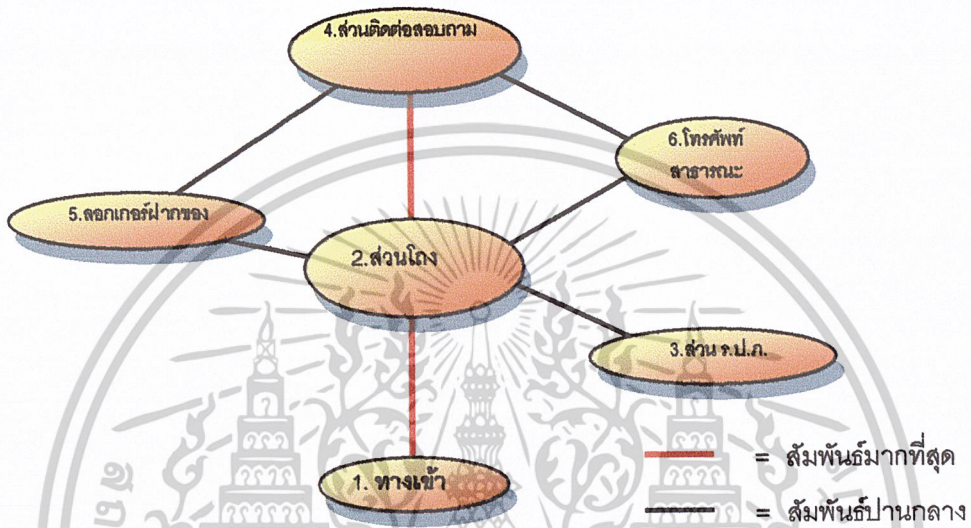 4.ส่วนติดต่อสอบถาม
6.โทรศัพท์
สาธารณะ
5.ลอกเกอร์ฝากของ
2.ส่วนโถง
3.ส่วน ร.ป.ภ.
1. ทางเข้า
= สัมพันธ์มากที่สุด
= สัมพันธ์ปานกลาง